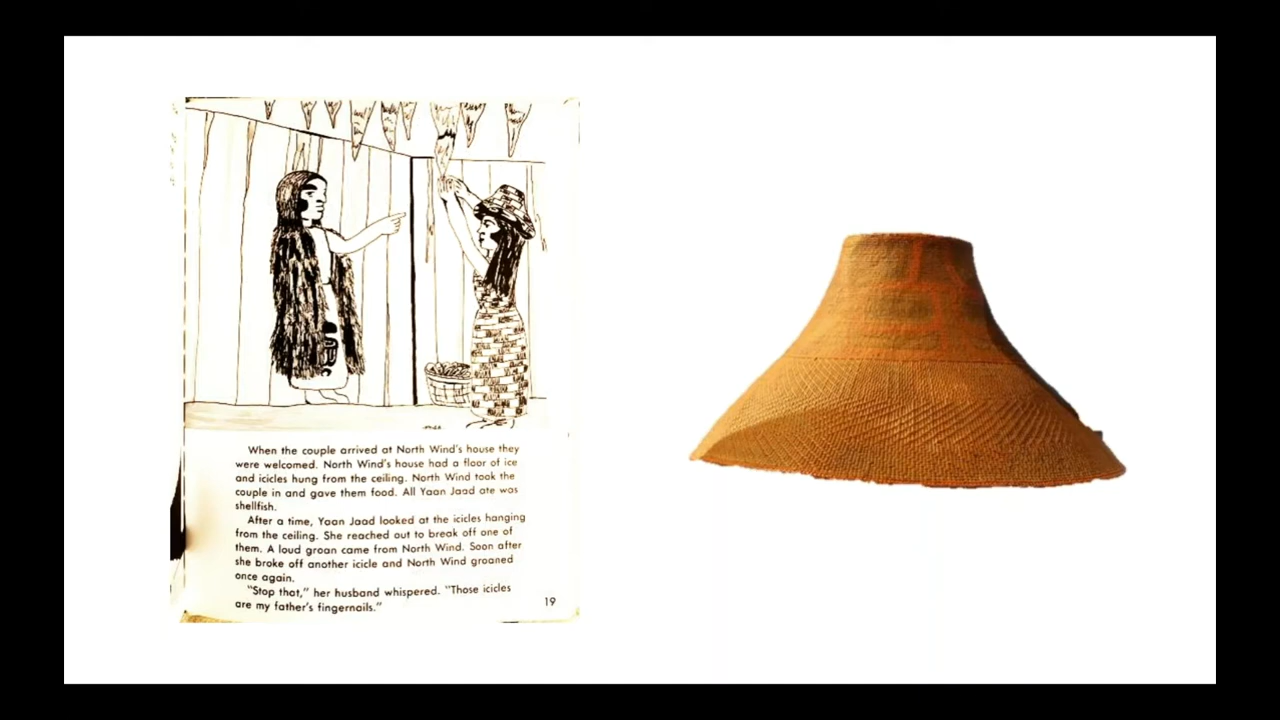 When the couple arrived at North Wind's house they
were welcomed. North Wind's house had a floor of ice
and icicles hung from the ceiling. North Wind took the
couple in and gave them food. All Yaan Jaad ate was
shellfish.
After a time, Yaan Jaad looked at the icicles hanging
from the ceiling. She reached out to break off one of
them. A loud groan came from North Wind. Soon after
she broke off another icicle and North Wind groaned
once again.
"Stop that," her husband whispered. "Those icicles
are my father's fingernails."
19